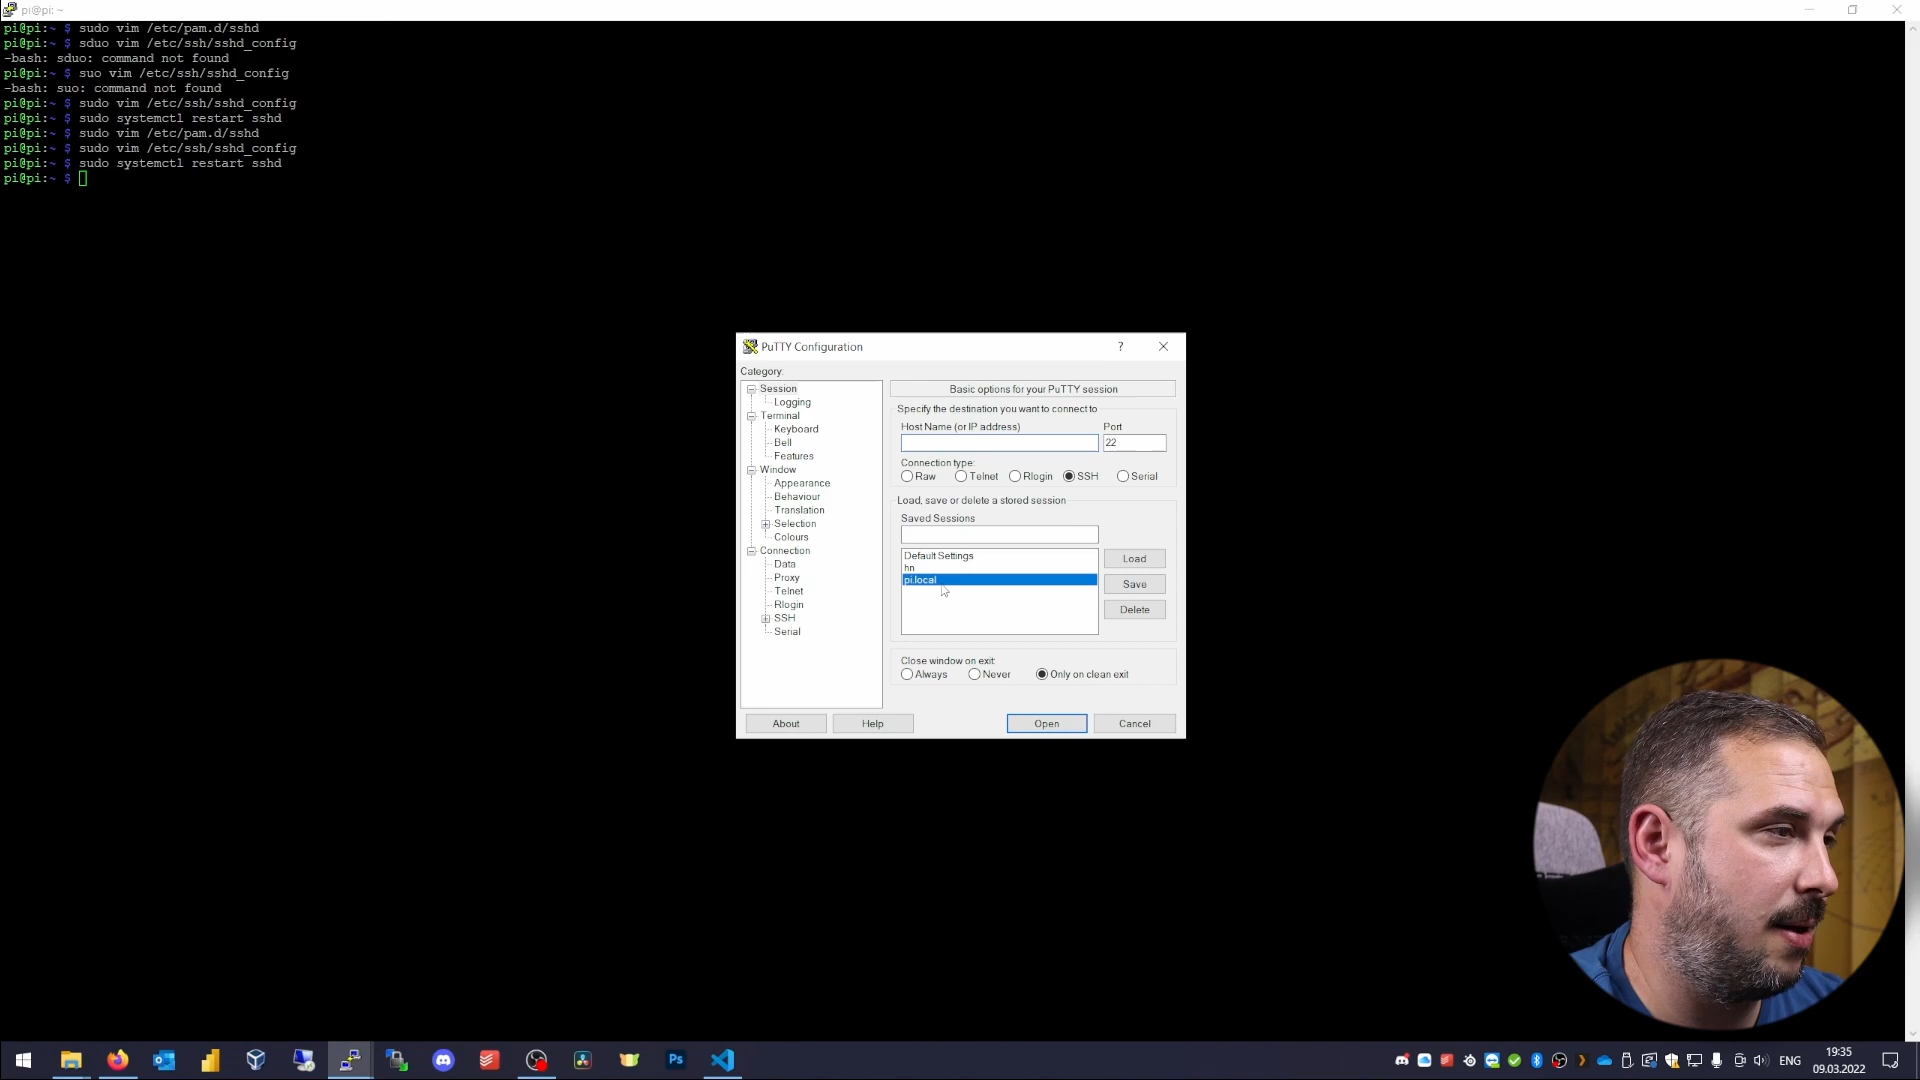 pi@pi: ~
pi@pi:~ $ sudo vim /etc/pam.d/sshd
pi@pi:~ $ sduo vim /etc/ssh/sshd_config
-bash: sduo: command not found
pi@pi:~ $ suo vim /etc/ssh/sshd_config
-bash: suo: command not found
pi@pi:~ $ sudo vim /etc/ssh/sshd_config
pi@pi:~ $ sudo systemctl restart sshd
pi@pi:~ $ sudo vim /etc/pam.d/sshd
pi@pi:~ $ sudo vim /etc/ssh/sshd_config
pi@pi:~ $ sudo systemctl restart sshd
pi@pi:~ $
PuTTY Configuration
?
Category:
Session
Logging
Terminal
Keyboard
Bell
Features
Window
Appearance
Behaviour
Translation
Selection
Colours
Connection
Data
Proxy
Telnet
Rlogin
SSH
Serial
Basic options for your PuTTY session
Specify the destination you want to connect to
Host Name (or IP address) Port
22
Connection type:
Raw Telnet Rlogin SSH Serial
Load, save or delete a stored session
Saved Sessions
Default Settings
hn
pi.local
Load
Save
Delete
Close window on exit:
Always Never Only on clean exit
About Help Open Cancel
Ps
ENG
19:35
09.03.2022